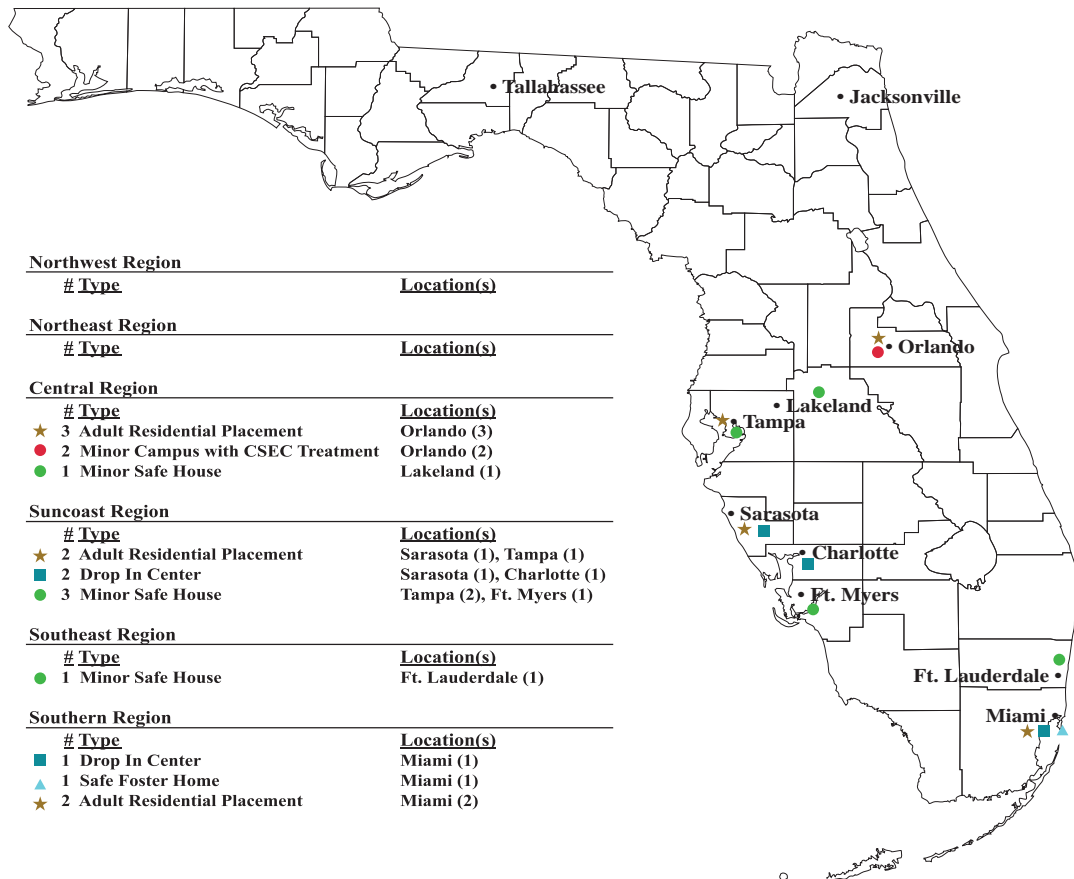 Tallahassee
Jacksonville
Northwest Region
# Type Location(s)
Northeast Region
# Type Location(s)
Central Region
# Type Location(s)
3 Adult Residential Placement Orlando (3)
2 Minor Campus with CSEC Treatment Orlando (2)
1 Minor Safe House Lakeland (1)
Suncoast Region
# Type Location(s)
2 Adult Residential Placement Sarasota (1), Tampa (1)
2 Drop In Center Sarasota (1), Charlotte (1)
3 Minor Safe House Tampa (2), Ft. Myers (1)
Southeast Region
# Type Location(s)
1 Minor Safe House Ft. Lauderdale (1)
Southern Region
# Type Location(s)
1 Drop In Center Miami (1)
1 Safe Foster Home Miami (1)
2 Adult Residential Placement Miami (2)
Orlando
Lakeland
Tampa
Sarasota
Charlotte
Ft. Myers
Ft. Lauderdale
Miami